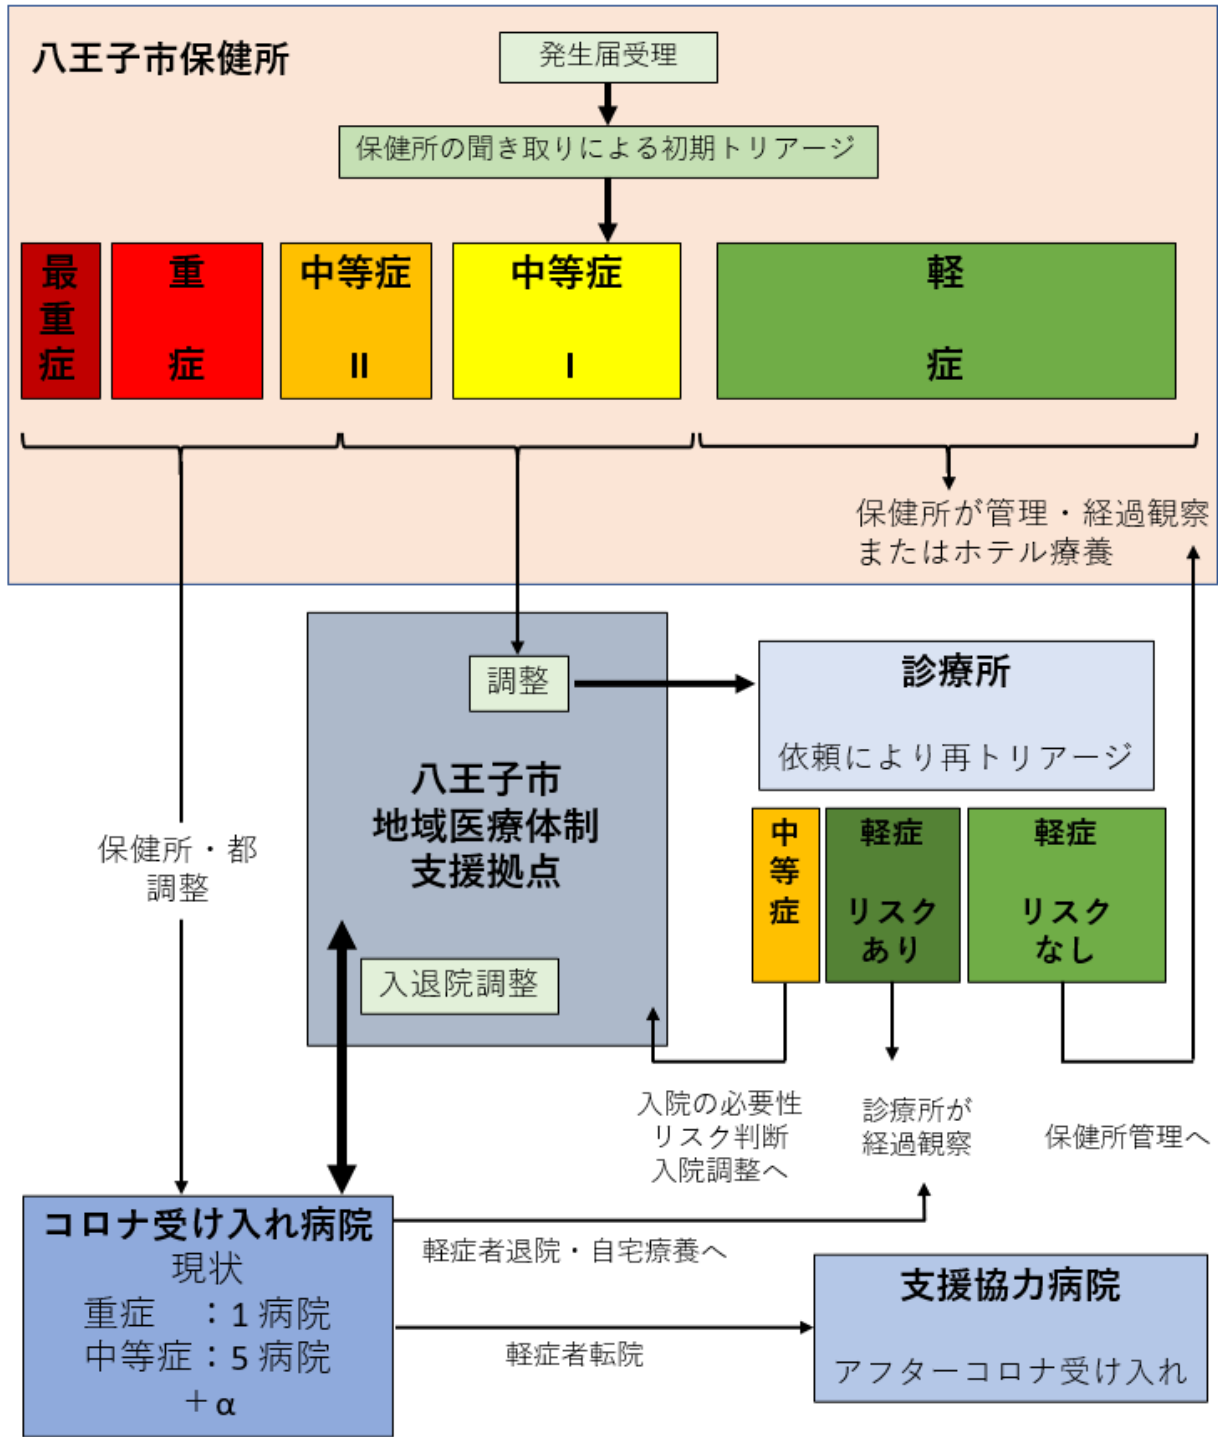 八王子市保健所
発生届受理
保健所の聞き取りによる初期トリアージ
最
重
症
重
症
中等症
II
中等症
I
軽
症
保健所が管理・経過観察
またはホテル療養
調整
診療所
依頼により再トリアージ
八王子市
地域医療体制
支援拠点
保健所・都
調整
中
等
症
軽症
リスク
あり
軽症
リスク
なし
入退院調整
入院の必要性
リスク判断
入院調整へ
診療所が
経過観察
保健所管理へ
コロナ受け入れ病院
現状
重症　：1 病院
中等症：5 病院
＋α
軽症者退院・自宅療養へ
軽症者転院
支援協力病院
アフターコロナ受け入れ